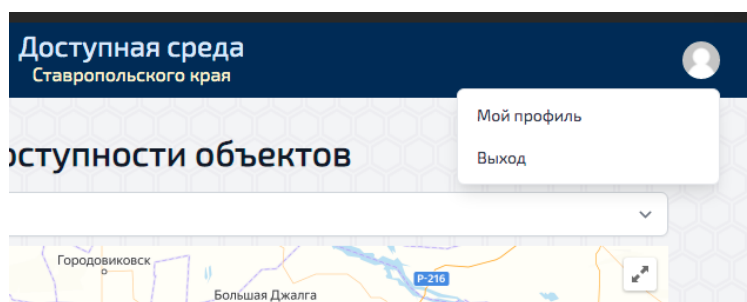 Доступная среда
Ставропольского края
Мой профиль
оступности объектов
Выход
Городовиковск
Р-216
Большая Джалга